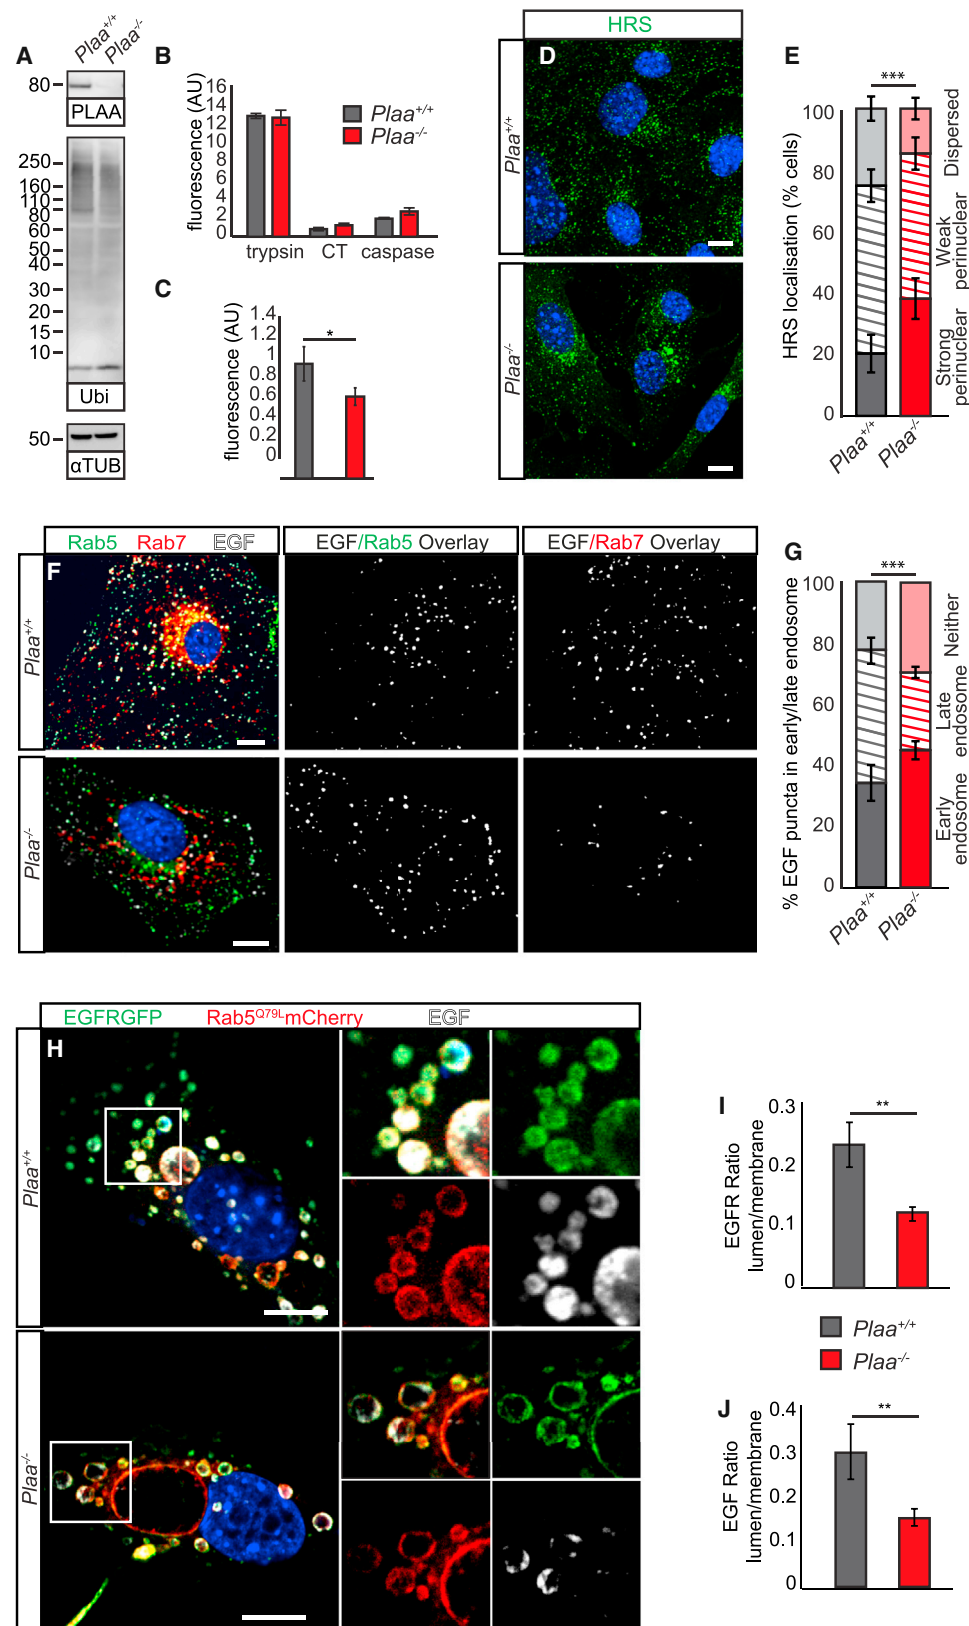 A
Plaa+/+
Plaa-/-
80
PLAA
250
160
110
80
60
50
40
30
20
15
10
Ubi
50
αTUB
B
fluorescence (AU)
16
14
12
10
8
6
4
2
0
Plaa+/+
Plaa-/-
trypsin CT caspase
C
fluorescence (AU)
1.4
1.2
1
0.8
0.6
0.4
0.2
0
*
HRS
D
Plaa+/+
Plaa-/-
E
***
HRS localisation (% cells)
100
80
60
40
20
0
Dispersed
Weak perinuclear
Strong perinuclear
Plaa+/+
Plaa-/-
Rab5 Rab7 EGF
EGF/Rab5 Overlay
EGF/Rab7 Overlay
F
Plaa+/+
Plaa-/-
G
***
% EGF puncta in early/late endosome
100
80
60
40
20
0
Neither
Late endosome
Early endosome
Plaa+/+
Plaa-/-
EGFRGFP Rab5Q79LmCherry EGF
H
Plaa+/+
Plaa-/-
I
EGFR Ratio
lumen/membrane
0.3
0.2
0.1
0
**
Plaa+/+
Plaa-/-
J
EGF Ratio
lumen/membrane
0.4
0.3
0.2
0.1
0
**